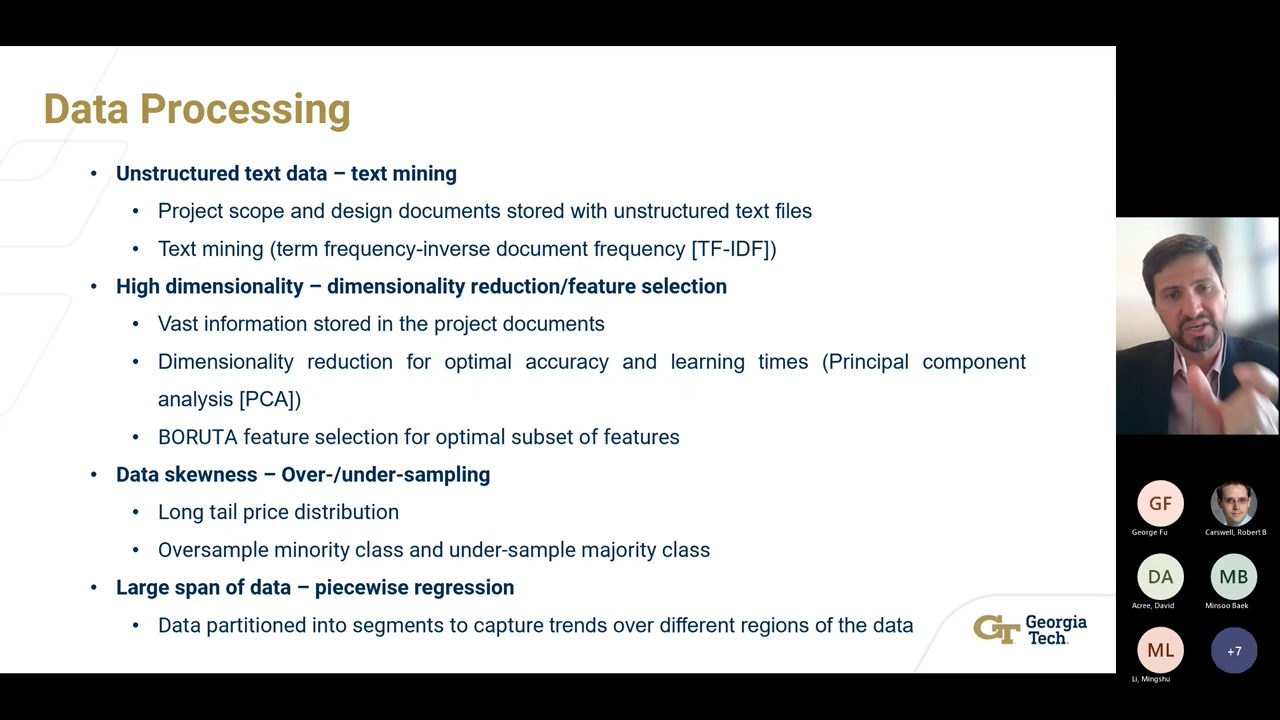 Data Processing
• Unstructured text data – text mining
• Project scope and design documents stored with unstructured text files
• Text mining (term frequency-inverse document frequency [TF-IDF])
• High dimensionality – dimensionality reduction/feature selection
• Vast information stored in the project documents
• Dimensionality reduction for optimal accuracy and learning times (Principal component
analysis [PCA])
• BORUTA feature selection for optimal subset of features
• Data skewness – Over-/under-sampling
• Long tail price distribution
• Oversample minority class and under-sample majority class
• Large span of data – piecewise regression
• Data partitioned into segments to capture trends over different regions of the data
GT Georgia
Tech
GF
George Fu
Carswell, Robert B
DA
MB
Acree, David
Minsoo Baek
ML
+7
Li, Mingshu